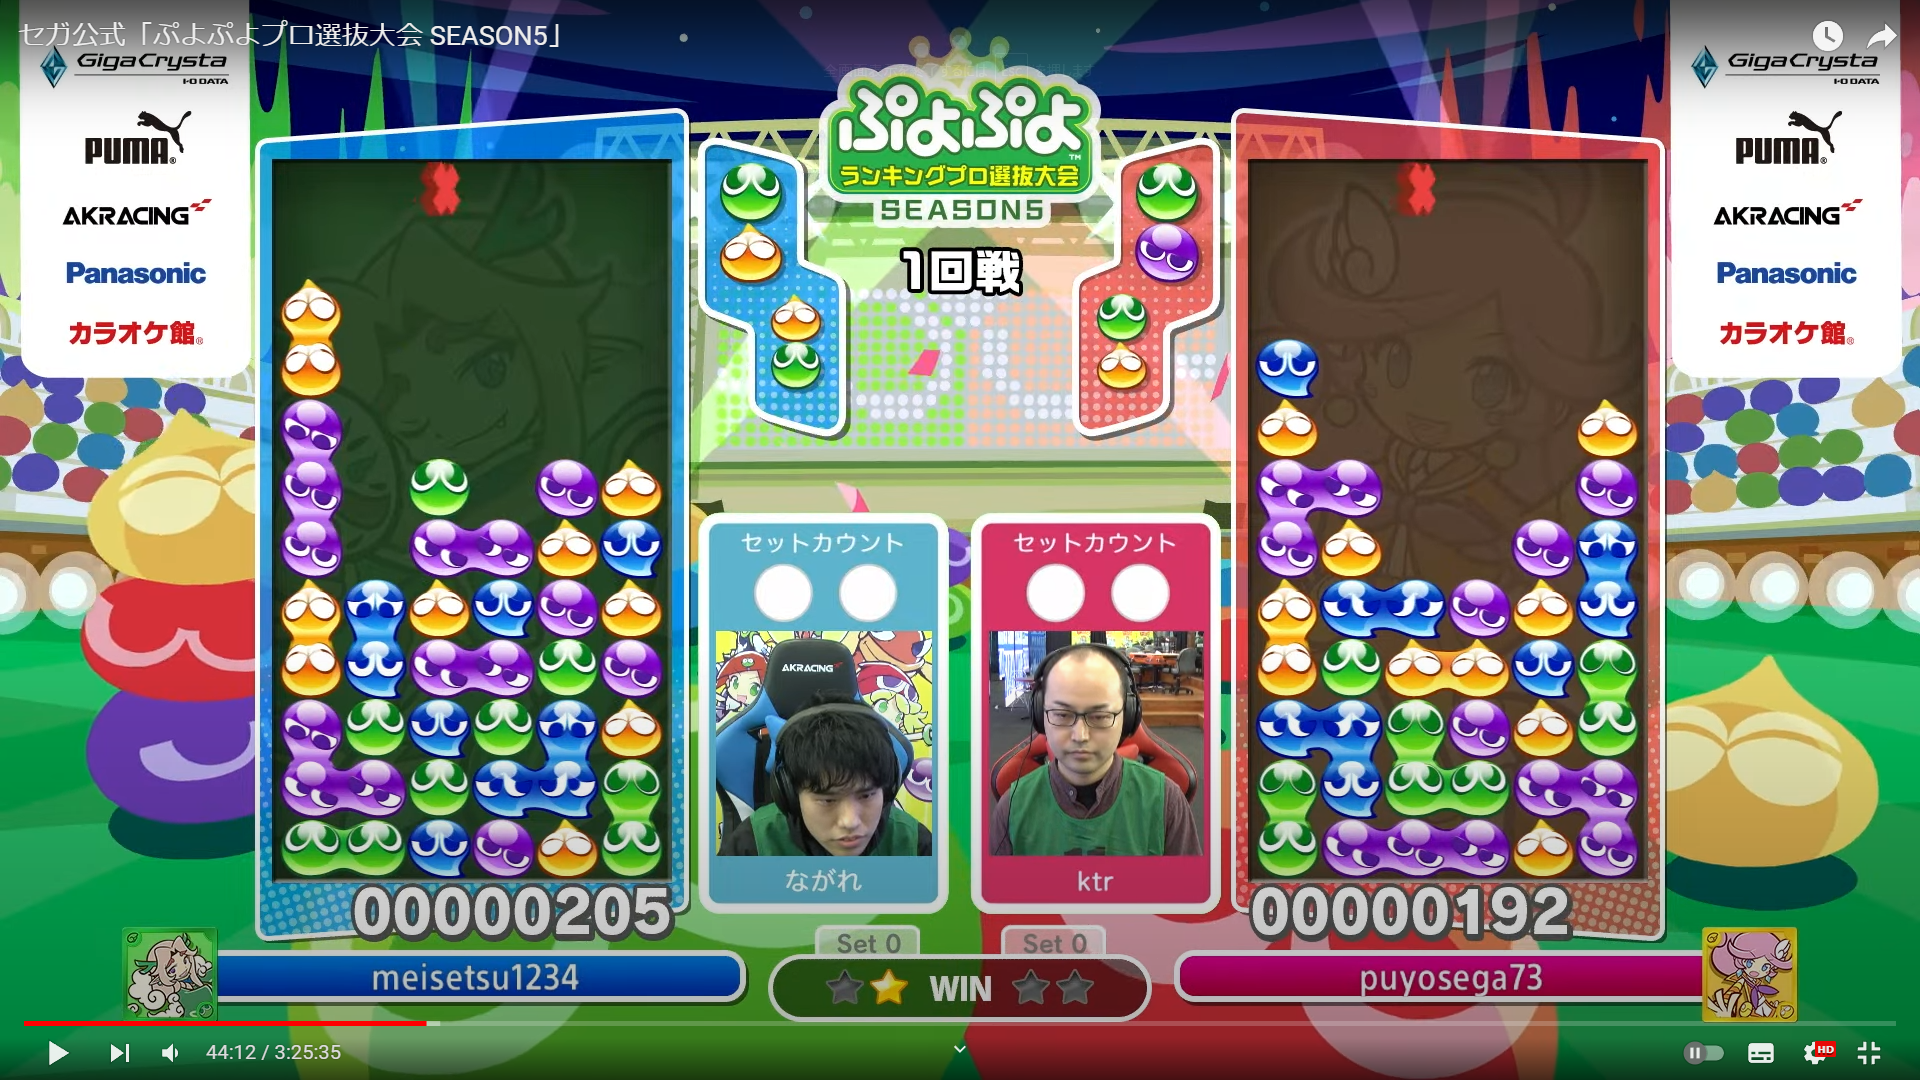 セガ公式「ぷよぷよプロ選抜大会 SEASON5」
GigaCrysta
I-O DATA
PUMA
AKRACING
Panasonic
カラオケ館
ぷよぷよ
ランキングプロ選抜大会
SEASON5
1回戦
GigaCrysta
I-O DATA
PUMA
AKRACING
Panasonic
カラオケ館
セットカウント
セットカウント
AKRACING
ながれ
ktr
00000205
00000192
Set 0
Set 0
meisetsu1234
WIN
puyosega73
44:12 / 3:25:35
HD